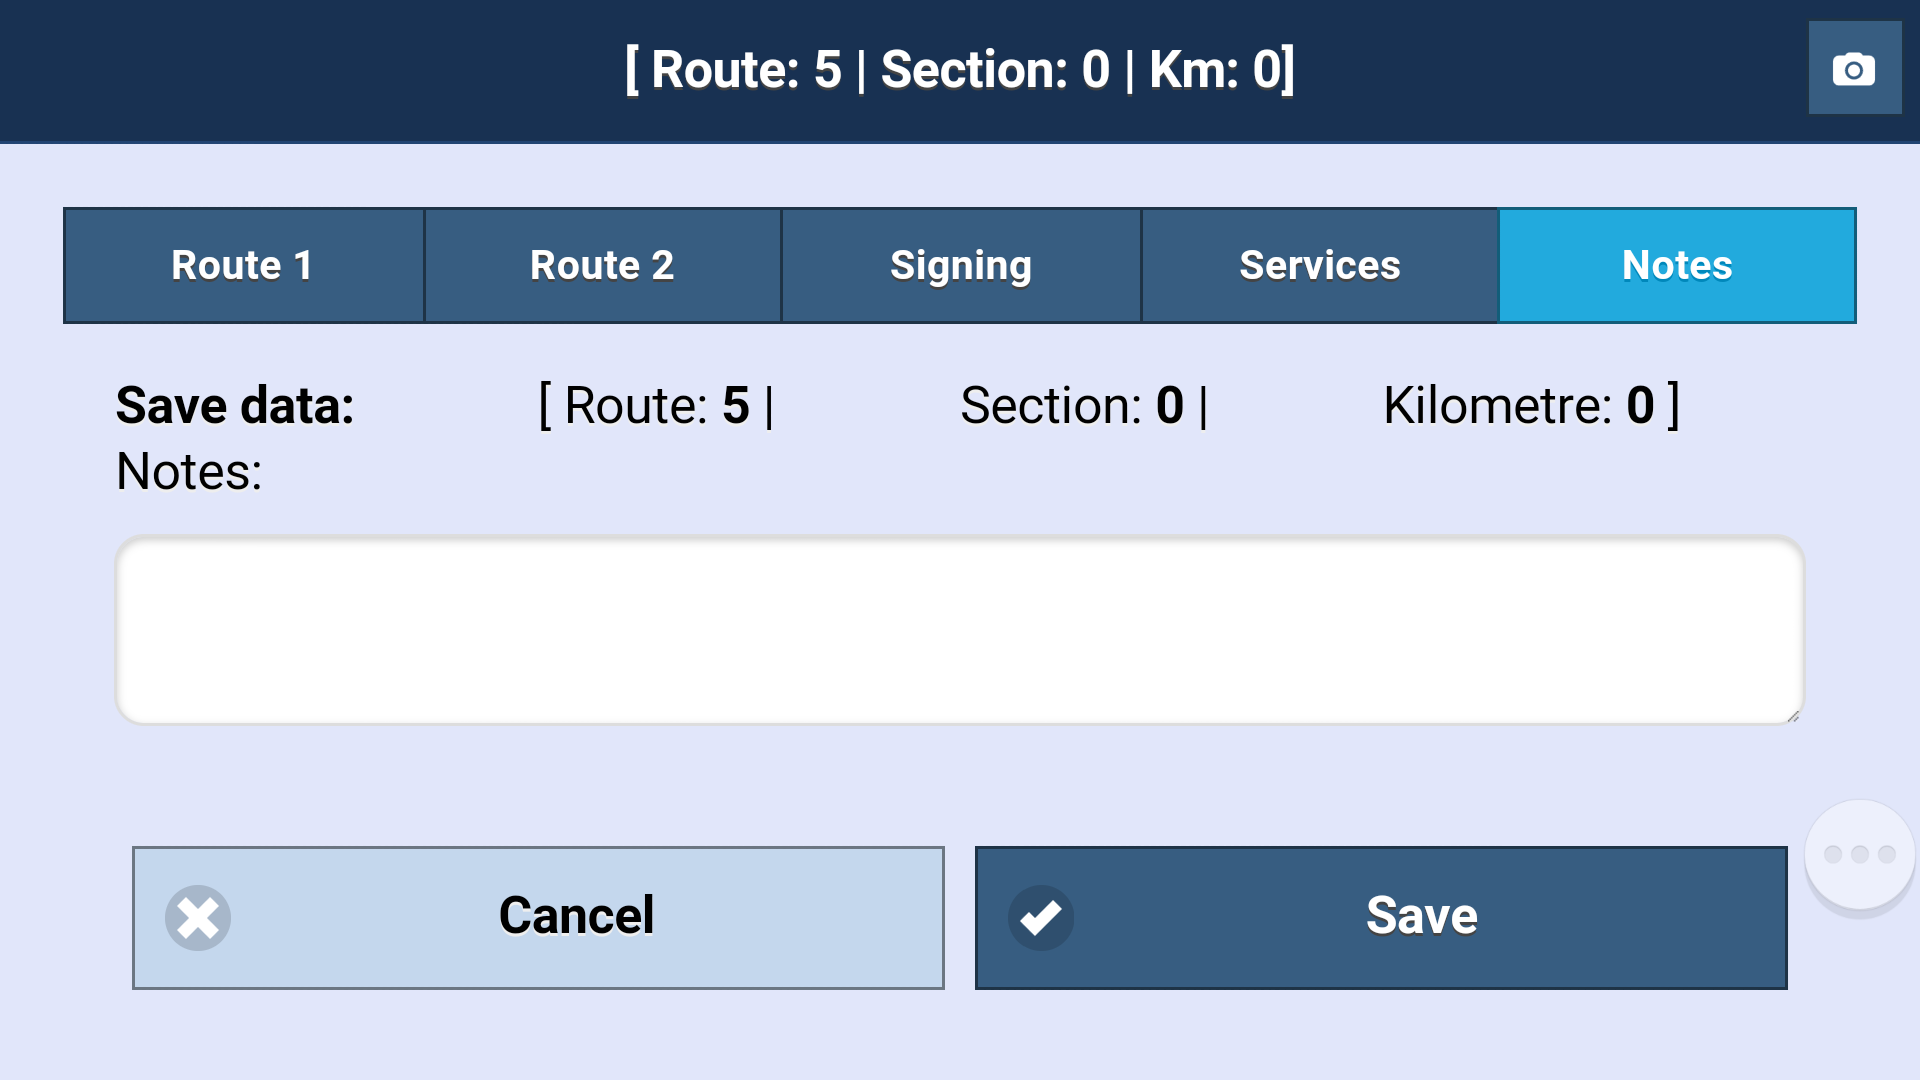 [ Route: 5 | Section: 0 | Km: 0]
Route 1 Route 2 Signing Services Notes
Save data: [ Route: 5 | Section: 0 | Kilometre: 0 ]
Notes:
Cancel Save